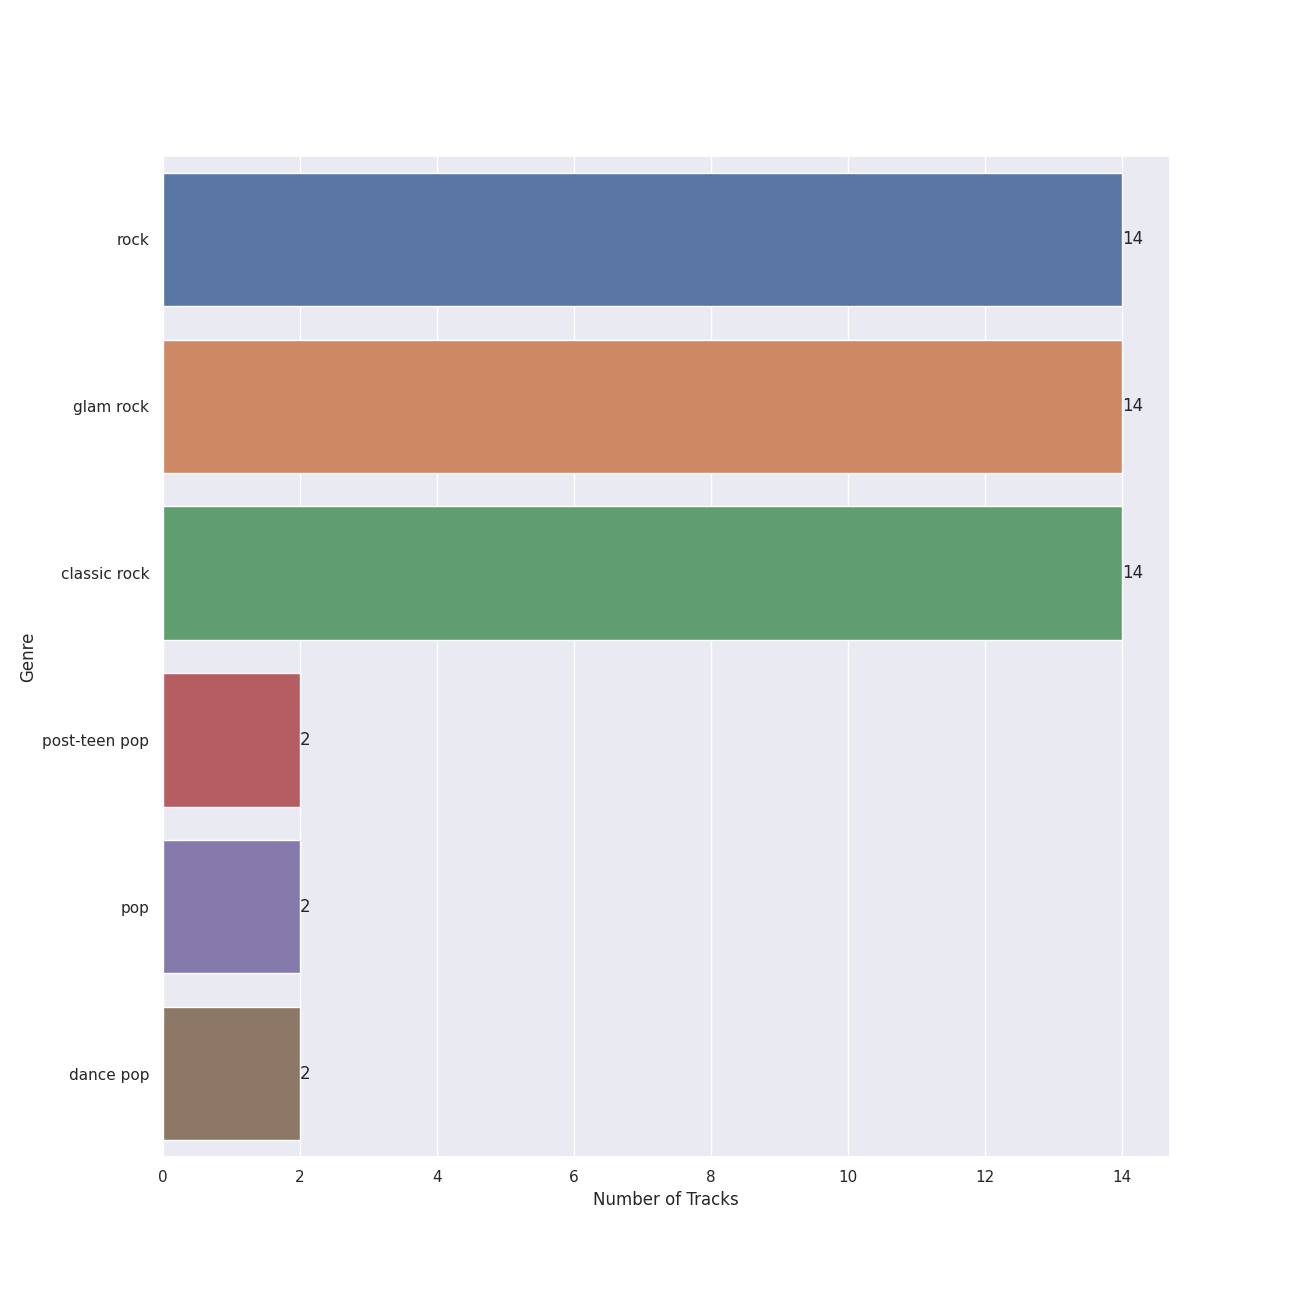 rock
14
glam rock
14
classic rock
14
Genre
post-teen pop
2
pop
2
dance pop
2
0 2 4 6 8 10 12 14
Number of Tracks